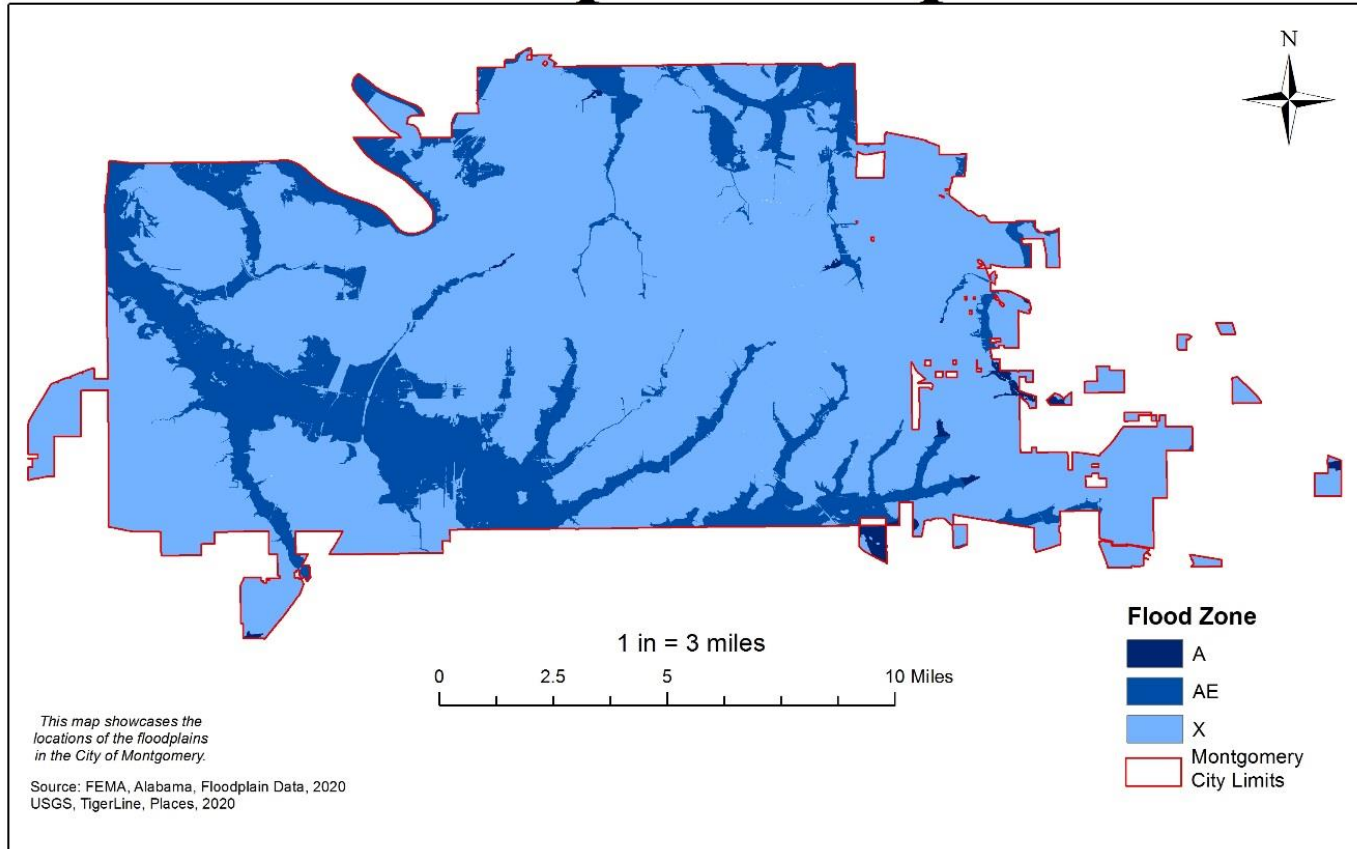 N
Flood Zone
A
AE
X
Montgomery
City Limits
1 in = 3 miles
0 2.5 5 10 Miles
This map showcases the
locations of the floodplains
in the City of Montgomery.
Source: FEMA, Alabama, Floodplain Data, 2020
USGS, TigerLine, Places, 2020